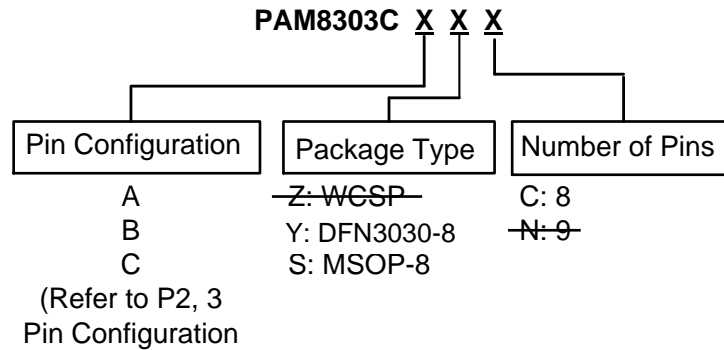 PAM8303C X X X
Pin Configuration
Package Type
Number of Pins
A
B
C
(Refer to P2, 3
Pin Configuration
Z: WCSP
Y: DFN3030-8
S: MSOP-8
C: 8
N: 9